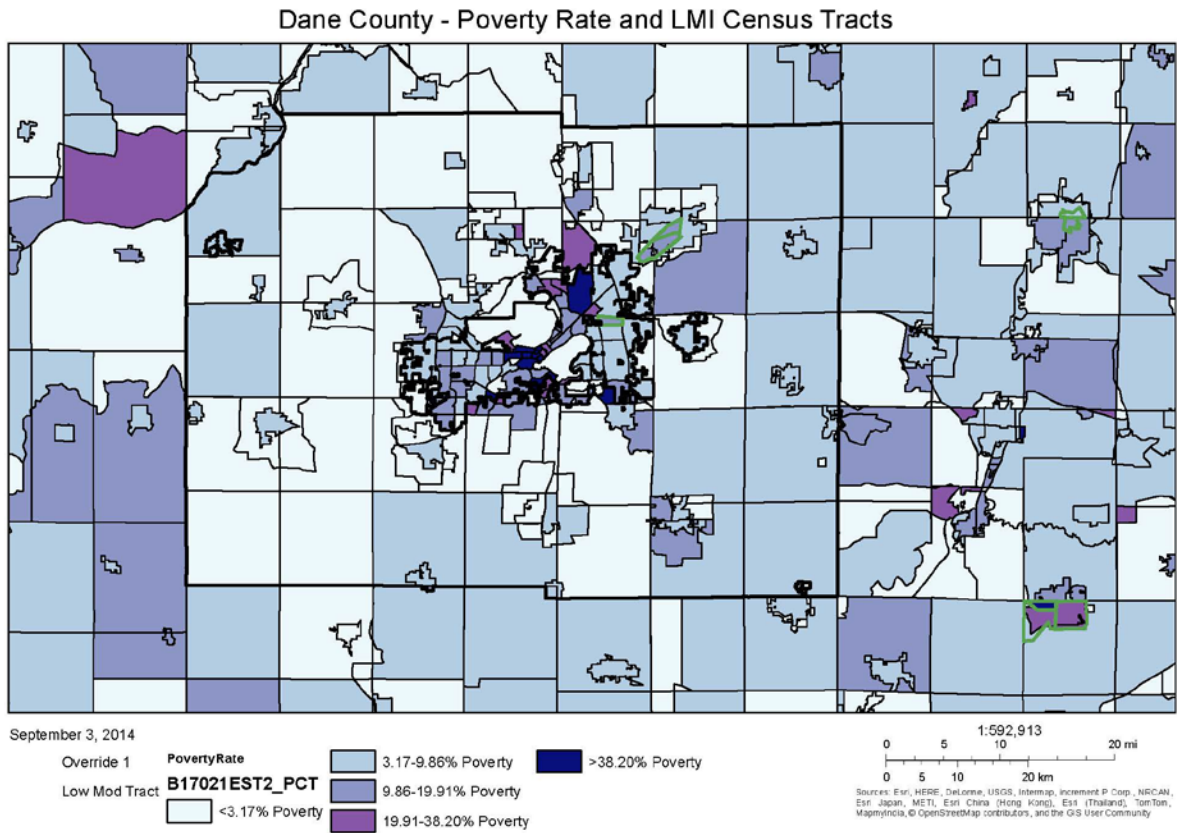 Dane County - Poverty Rate and LMI Census Tracts
September 3, 2014
Override 1
Low Mod Tract
PovertyRate
B17021EST2_PCT
<3.17% Poverty
3.17-9.86% Poverty
9.86-19.91% Poverty
19.91-38.20% Poverty
>38.20% Poverty
1:592,913
0 5 10 20 mi
0 5 10 20 km
Sources: Esri, HERE, DeLorme, USGS, Intermap, increment P Corp., NRCAN,
Esri Japan, METI, Esri China (Hong Kong), Esri (Thailand), TomTom,
MapmyIndia, © OpenStreetMap contributors, and the GIS User Community